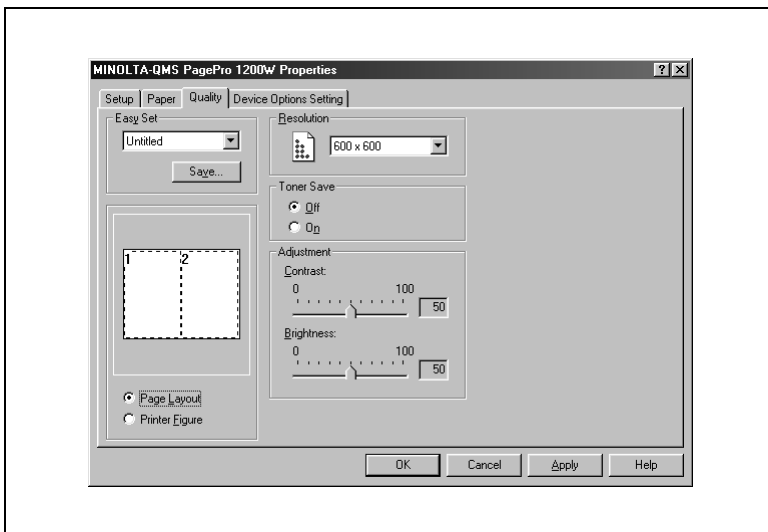 MINOLTA-QMS PagePro 1200W Properties
Setup Paper Quality Device Options Setting
Easy Set
Untitled
Save...
1 2
Page Layout
Printer Figure
Resolution
600 x 600
Toner Save
Off
On
Adjustment
Contrast:
0 100
50
Brightness:
0 100
50
OK Cancel Apply Help